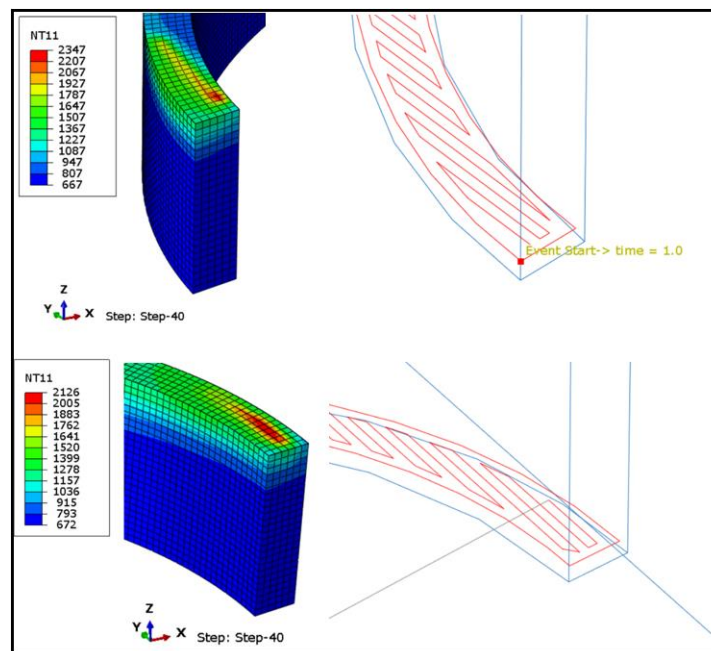 NT11
2347
2207
2067
1927
1787
1647
1507
1367
1227
1087
947
807
667
Event Start-> time = 1.0
Z
Y
X
Step: Step-40
NT11
2126
2005
1883
1762
1641
1520
1399
1278
1157
1036
915
793
672
Z
Y
X
Step: Step-40